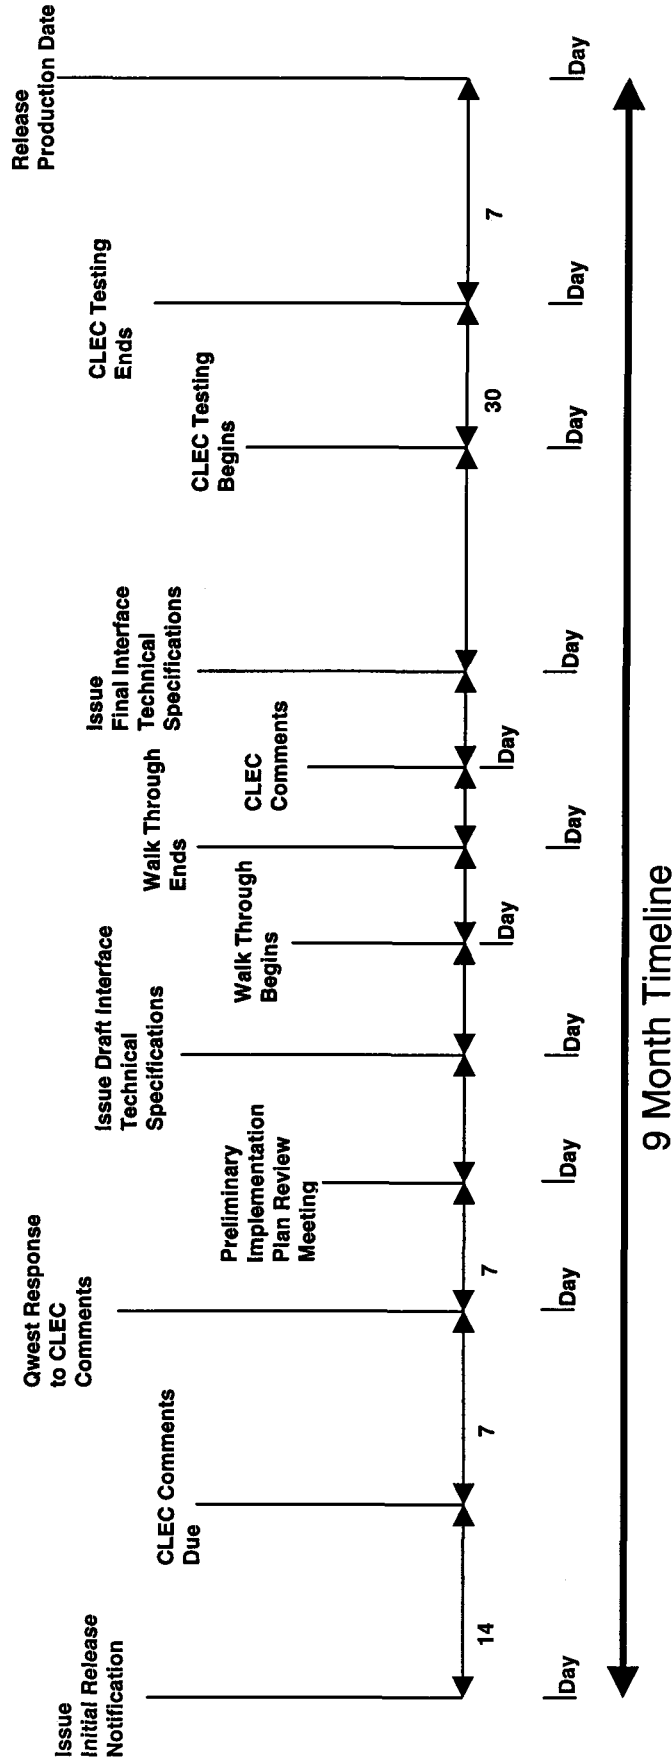 Issue
Initial Release
Notification
CLEC Comments
Due
Qwest Response
to CLEC
Comments
Preliminary
Implementation
Plan Review
Meeting
Issue Draft Interface
Technical
Specifications
Walk Through
Begins
Walk Through
Ends
CLEC
Comments
Issue
Final Interface
Technical
Specifications
CLEC Testing
Begins
CLEC Testing
Ends
Release
Production Date
14
7
7
30
7
Day
Day
Day
Day
Day
Day
Day
Day
Day
Day
Day
9 Month Timeline